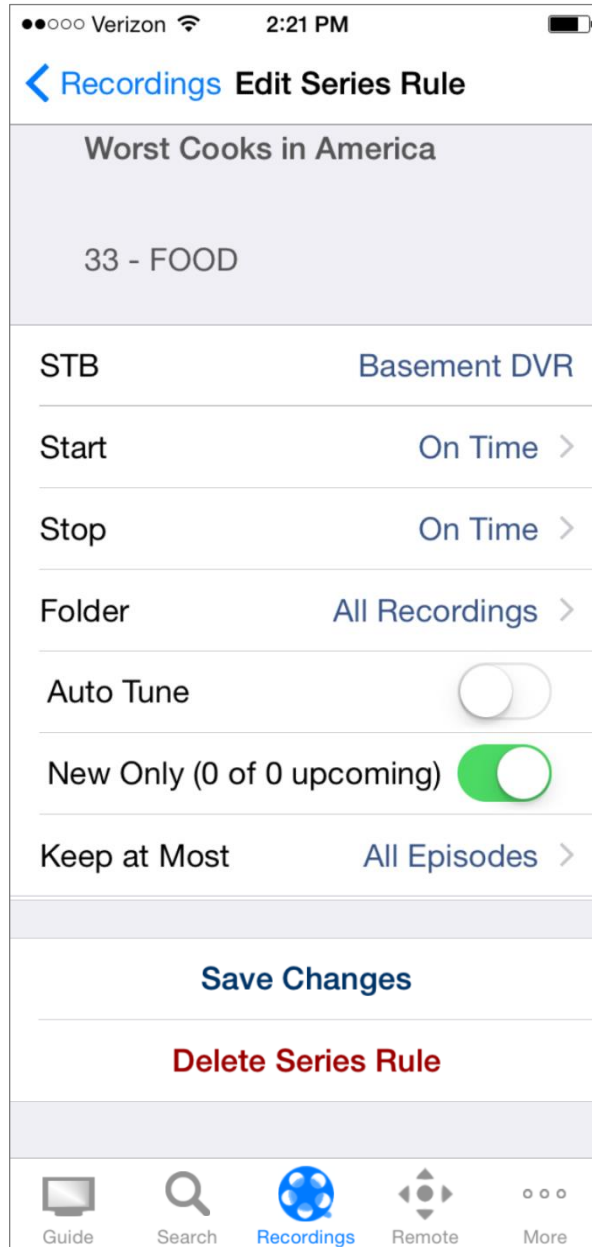 ●●○○○ Verizon 2:21 PM
Recordings Edit Series Rule
Worst Cooks in America
33 - FOOD
STB Basement DVR
Start On Time
Stop On Time
Folder All Recordings
Auto Tune
New Only (0 of 0 upcoming)
Keep at Most All Episodes
Save Changes
Delete Series Rule
Guide Search Recordings Remote More